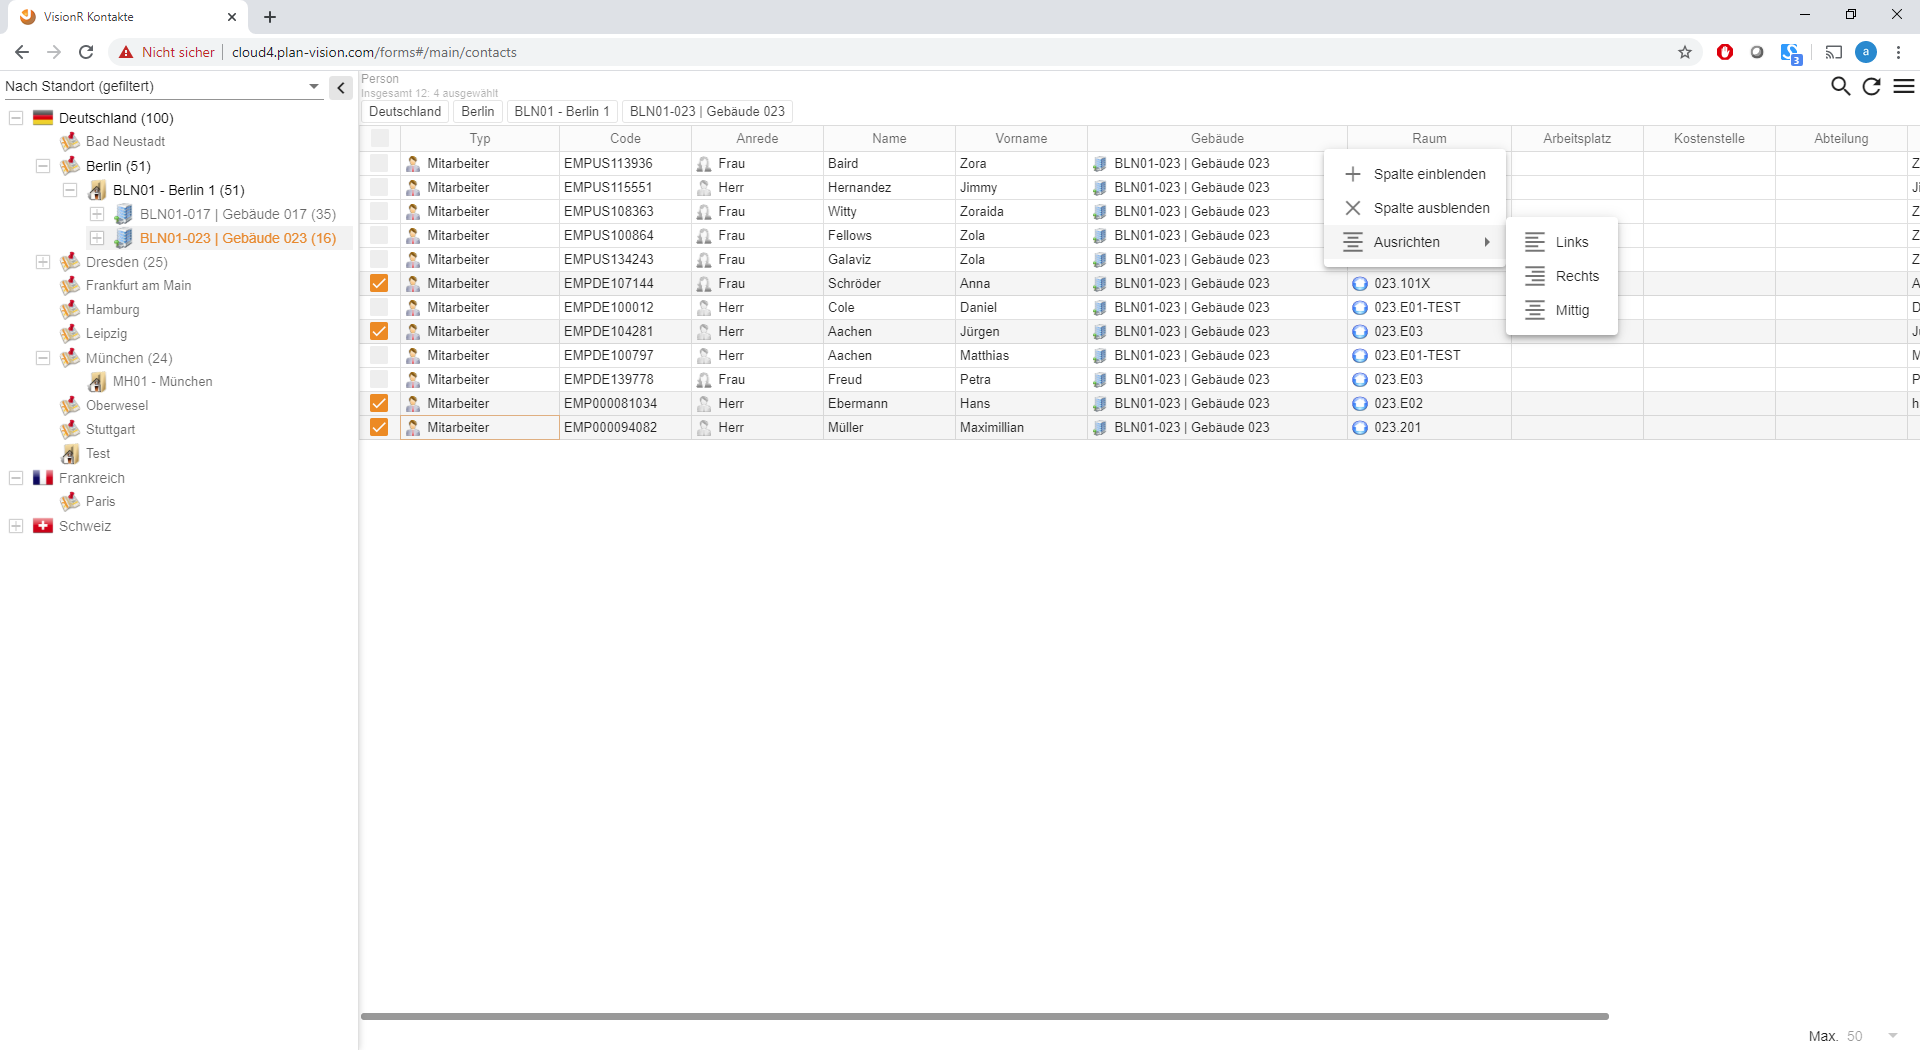 VisionR Kontakte
Nicht sicher cloud4.plan-vision.com/forms#/main/contacts
3
a
Nach Standort (gefiltert)
Deutschland (100)
Bad Neustadt
Berlin (51)
BLN01 - Berlin 1 (51)
BLN01-017 | Gebäude 017 (35)
BLN01-023 | Gebäude 023 (16)
Dresden (25)
Frankfurt am Main
Hamburg
Leipzig
München (24)
MH01 - München
Oberwesel
Stuttgart
Test
Frankreich
Paris
Schweiz
Person
Insgesamt 12: 4 ausgewählt
Deutschland Berlin BLN01 - Berlin 1 BLN01-023 | Gebäude 023
Typ Code Anrede Name Vorname Gebäude Raum Arbeitsplatz Kostenstelle Abteilung
Mitarbeiter EMPUS113936 Frau Baird Zora BLN01-023 | Gebäude 023 Z
Mitarbeiter EMPUS115551 Herr Hernandez Jimmy BLN01-023 | Gebäude 023 Ji
Mitarbeiter EMPUS108363 Frau Witty Zoraida BLN01-023 | Gebäude 023 Z
Mitarbeiter EMPUS100864 Frau Fellows Zola BLN01-023 | Gebäude 023 Z
Mitarbeiter EMPUS134243 Frau Galaviz Zola BLN01-023 | Gebäude 023 Z
Mitarbeiter EMPDE107144 Frau Schröder Anna BLN01-023 | Gebäude 023 023.101X A
Mitarbeiter EMPDE100012 Herr Cole Daniel BLN01-023 | Gebäude 023 023.E01-TEST D
Mitarbeiter EMPDE104281 Herr Aachen Jürgen BLN01-023 | Gebäude 023 023.E03
Mitarbeiter EMPDE100797 Herr Aachen Matthias BLN01-023 | Gebäude 023 023.E01-TEST M
Mitarbeiter EMPDE139778 Frau Freud Petra BLN01-023 | Gebäude 023 023.E03 P
Mitarbeiter EMP000081034 Herr Ebermann Hans BLN01-023 | Gebäude 023 023.E02 h
Mitarbeiter EMP000094082 Herr Müller Maximillian BLN01-023 | Gebäude 023 023.201
Spalte einblenden
Spalte ausblenden
Ausrichten
Links
Rechts
Mittig
Max. 50